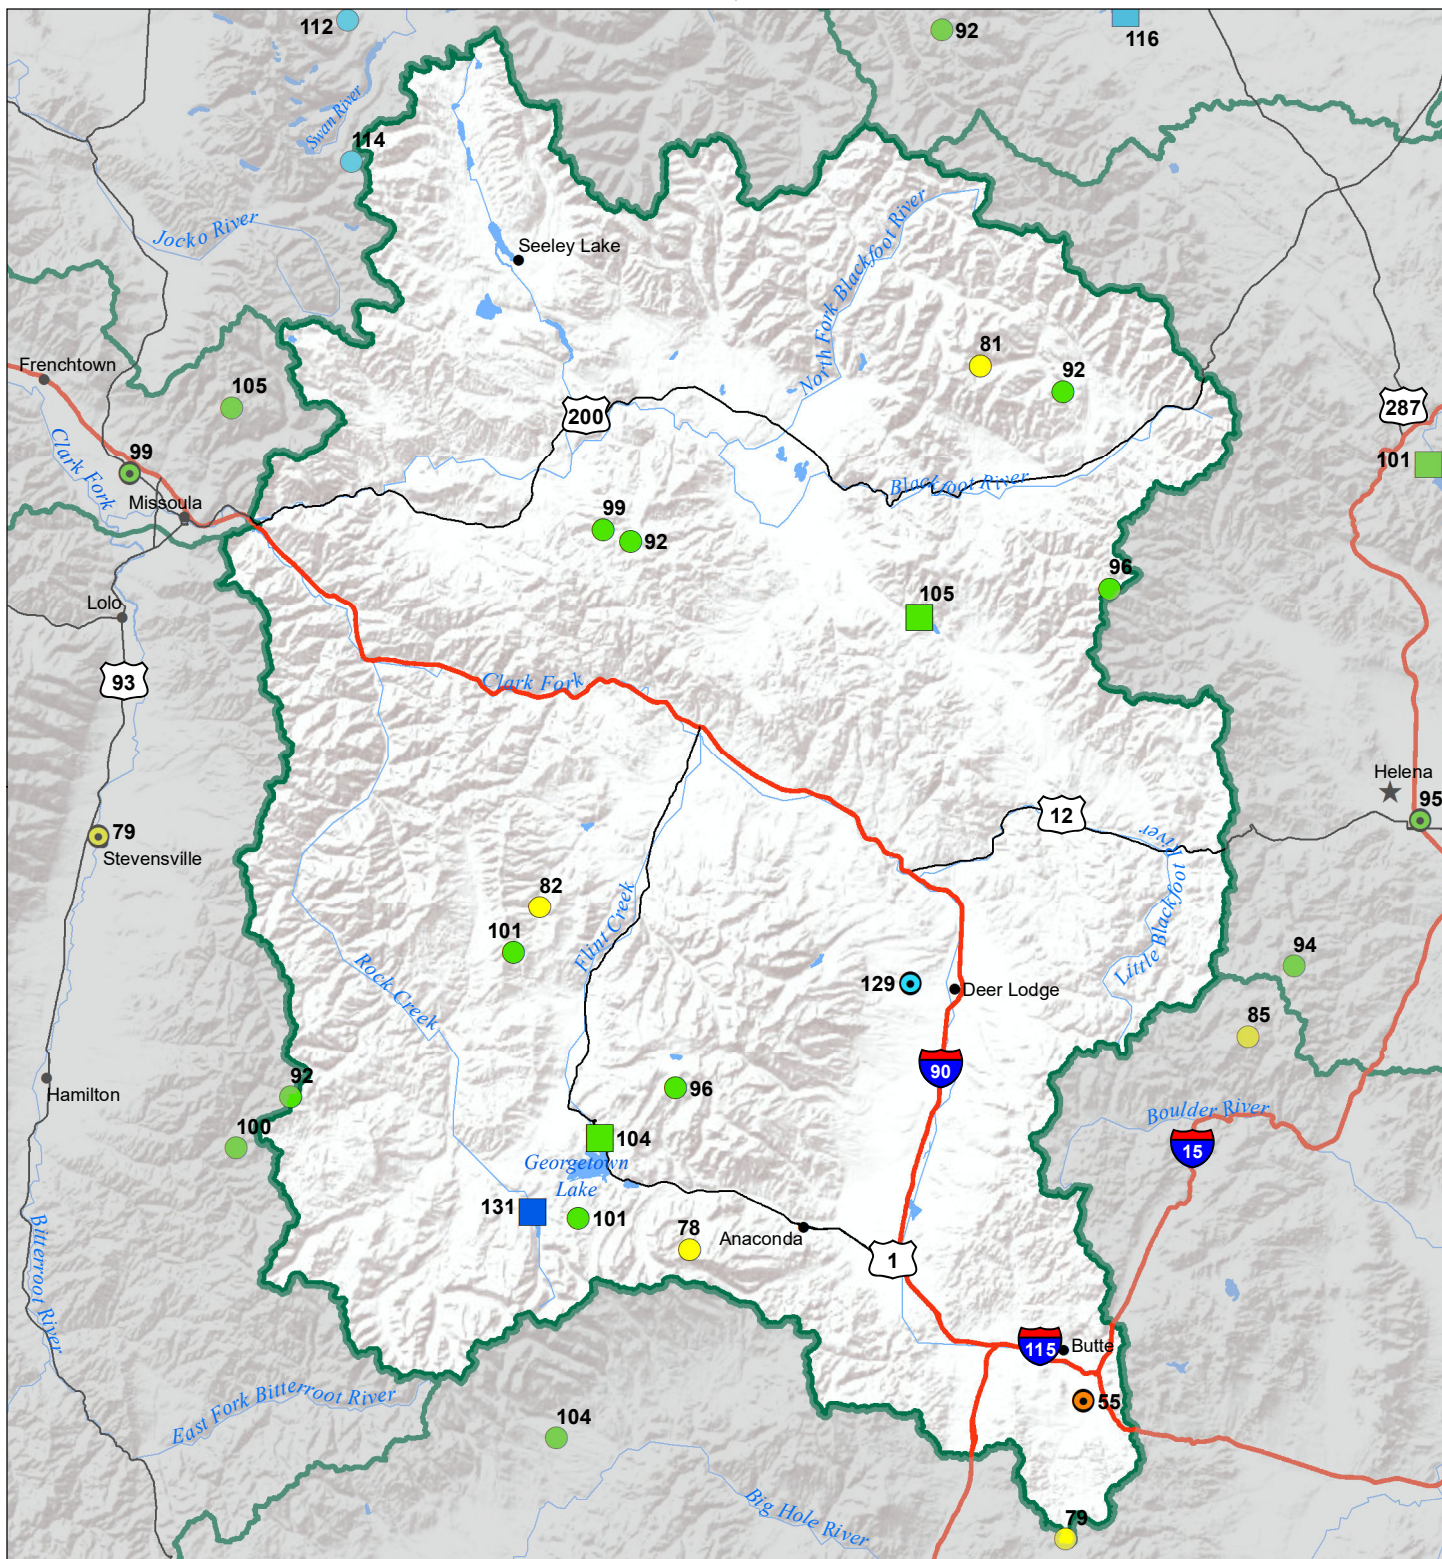 112
92
116
Swan River
114
Jocko River
Seeley Lake
North Fork Blackfoot River
81
92
Frenchtown
105
200
287
99
Clark Fork
101
Missoula
Blackfoot River
99
92
96
105
Lolo
93
Clark Fork
Helena
95
12
79
Stevensville
Little Blackfoot River
82
Flint Creek
101
Rock Creek
94
129
Deer Lodge
85
90
92
Hamilton
96
Boulder River
100
104
15
Georgetown
Lake
131
101
78
Anaconda
1
Bitterroot River
115
Butte
55
East Fork Bitterroot River
104
Big Hole River
79